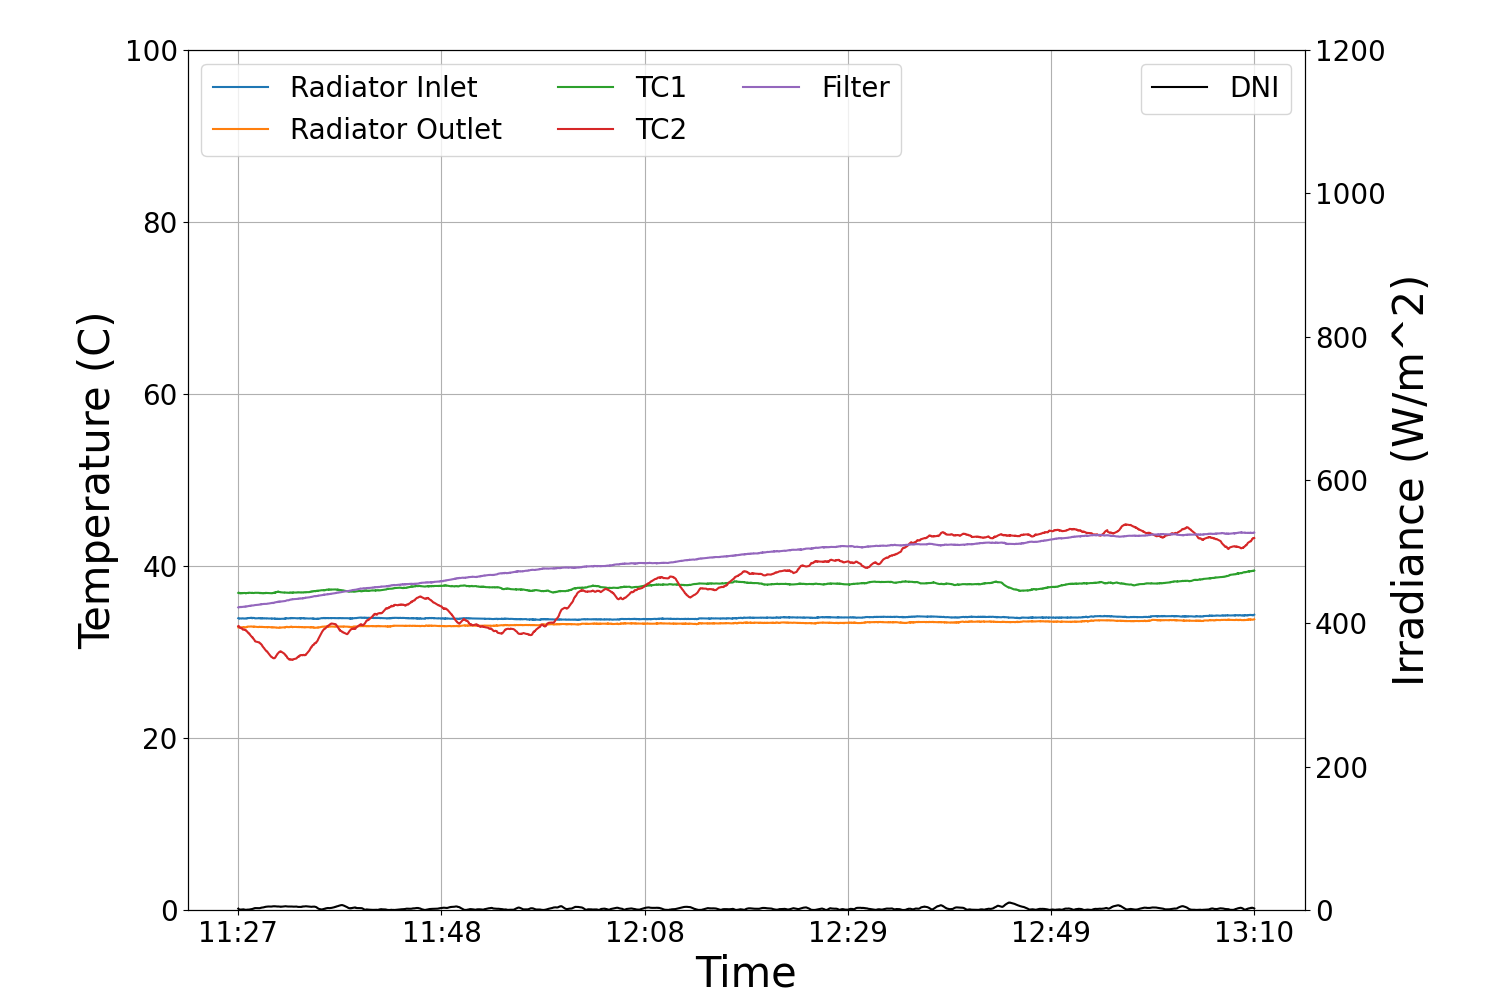 Radiator Inlet
Radiator Outlet
TC1
TC2
Filter
DNI
Temperature (C)
100
80
60
40
20
0
1200
1000
800
600
400
200
0
Irradiance (W/m^2)
11:27 11:48 12:08 12:29 12:49 13:10
Time